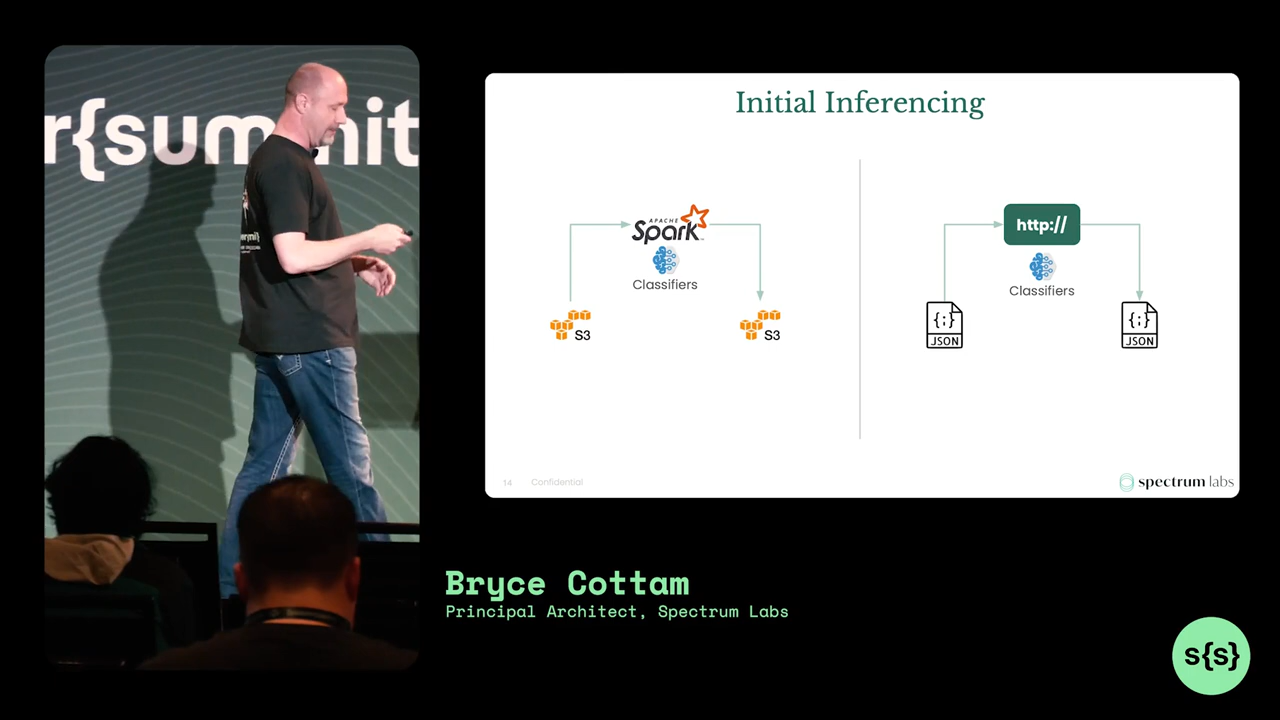 r{summit
Initial Inferencing
APACHE
Spark
Classifiers
S3
S3
http://
Classifiers
{;}
JSON
{;}
JSON
14
Confidential
spectrum labs
Bryce Cottam
Principal Architect, Spectrum Labs
s{s}